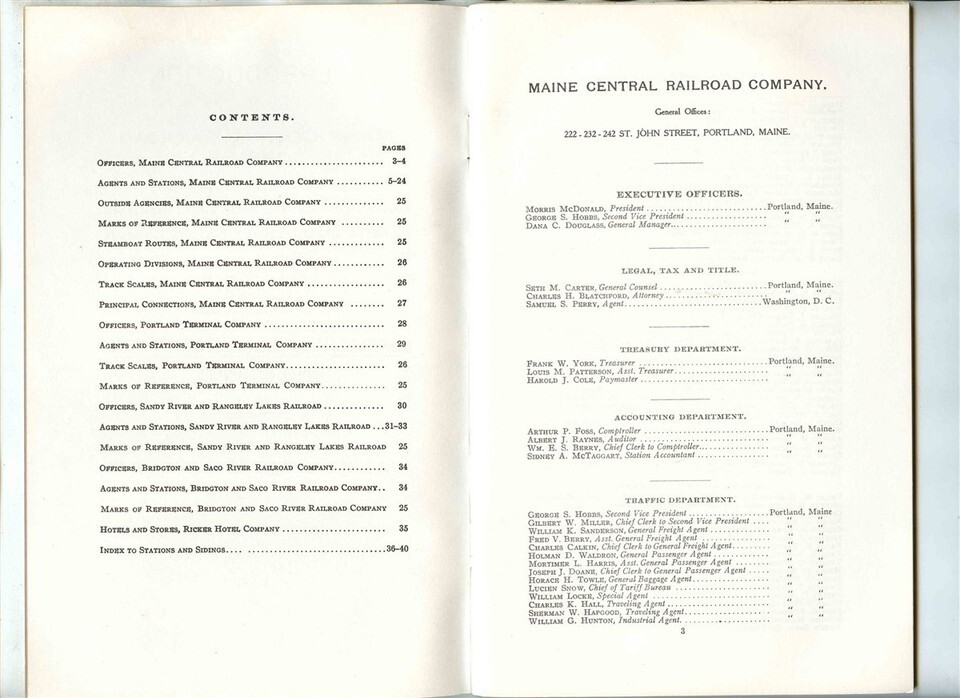 CONTENTS.
PAGES
OFFICERS, MAINE CENTRAL RAILROAD COMPANY ....................... 3–4
AGENTS AND STATIONS, MAINE CENTRAL RAILROAD COMPANY ........... 5–24
OUTSIDE AGENCIES, MAINE CENTRAL RAILROAD COMPANY .............. 25
MARKS OF REFERENCE, MAINE CENTRAL RAILROAD COMPANY .......... 25
STEAMBOAT ROUTES, MAINE CENTRAL RAILROAD COMPANY ............. 25
OPERATING DIVISIONS, MAINE CENTRAL RAILROAD COMPANY ............ 26
TRACK SCALES, MAINE CENTRAL RAILROAD COMPANY .................. 26
PRINCIPAL CONNECTIONS, MAINE CENTRAL RAILROAD COMPANY ........ 27
OFFICERS, PORTLAND TERMINAL COMPANY ............................ 28
AGENTS AND STATIONS, PORTLAND TERMINAL COMPANY ................ 29
TRACK SCALES, PORTLAND TERMINAL COMPANY....................... 26
MARKS OF REFERENCE, PORTLAND TERMINAL COMPANY............... 25
OFFICERS, SANDY RIVER AND RANGELEY LAKES RAILROAD .............. 30
AGENTS AND STATIONS, SANDY RIVER AND RANGELEY LAKES RAILROAD ...31–33
MARKS OF REFERENCE, SANDY RIVER AND RANGELEY LAKES RAILROAD 25
OFFICERS, BRIDGTON AND SACO RIVER RAILROAD COMPANY............ 34
AGENTS AND STATIONS, BRIDGTON AND SACO RIVER RAILROAD COMPANY.. 34
MARKS OF REFERENCE, BRIDGTON AND SACO RIVER RAILROAD COMPANY 25
HOTELS AND STORES, RICKER HOTEL COMPANY ........................ 35
INDEX TO STATIONS AND SIDINGS.... ................................36–40
MAINE CENTRAL RAILROAD COMPANY.
General Offices:
222 - 232 - 242 ST. JOHN STREET, PORTLAND, MAINE.
EXECUTIVE OFFICERS.
MORRIS MCDONALD, President ............................Portland, Maine.
GEORGE S. HOBBS, Second Vice President ................... " "
DANA C. DOUGLASS, General Manager....................... " "
LEGAL, TAX AND TITLE.
SETH M. CARTER, General Counsel .........................Portland, Maine.
CHARLES H. BLATCHFORD, Attorney ........................ " "
SAMUEL S. PERRY, Agent.................................Washington, D. C.
TREASURY DEPARTMENT.
FRANK W. YORK, Treasurer ...............................Portland, Maine.
LOUIS M. PATTERSON, Asst. Treasurer...................... " "
HAROLD J. COLE, Paymaster .............................. " "
ACCOUNTING DEPARTMENT.
ARTHUR P. FOSS, Comptroller .............................Portland, Maine.
ALBERT J. RAYNES, Auditor ............................... " "
WM. E. S. BERRY, Chief Clerk to Comptroller................ " "
SIDNEY A. MCTAGGART, Station Accountant ................. " "
TRAFFIC DEPARTMENT.
GEORGE S. HOBBS, Second Vice President ...................Portland, Maine
GILBERT W. MILLER, Chief Clerk to Second Vice President .... " "
WILLIAM K. SANDERSON, General Freight Agent .............. " "
FRED V. BERRY, Asst. General Freight Agent ................ " "
CHARLES CALKIN, Chief Clerk to General Freight Agent......... " "
HOLMAN D. WALDRON, General Passenger Agent ............. " "
MORTIMER L. HARRIS, Asst. General Passenger Agent ........ " "
JOSEPH J. DOANE, Chief Clerk to General Passenger Agent ..... " "
HORACE H. TOWLE, General Baggage Agent.................. " "
LUCIEN SNOW, Chief of Tariff Bureau ...................... " "
WILLIAM LOCKE, Special Agent ........................... " "
CHARLES K. HALL, Traveling Agent ........................ " "
SHERMAN W. HAPGOOD, Traveling Agent.................... " "
WILLIAM G. HUNTON, Industrial Agent..................... " "
3